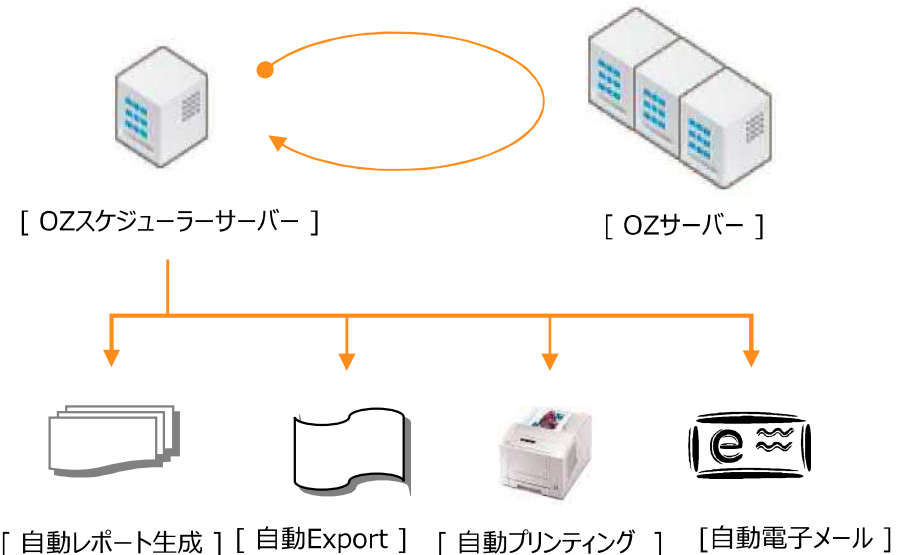 [ OZスケジューラーサーバー ]
[ OZサーバー ]
[ 自動レポート生成 ]
[ 自動Export ]
[ 自動プリンティング ]
[自動電子メール ]